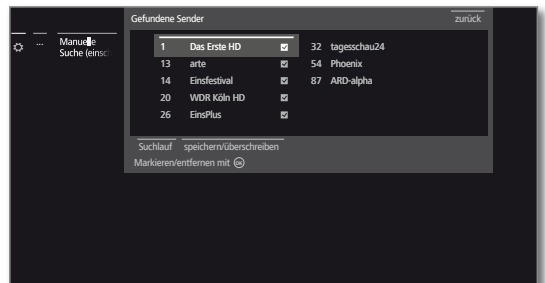 Gefundene Sender zurück
... Manuelle
Suche (einsc
1 Das Erste HD 32 tagesschau24
13 arte 54 Phoenix
14 Einsfestival 87 ARD-alpha
20 WDR Köln HD
26 EinsPlus
Suchlauf speichern/überschreiben
Markieren/entfernen mit OK